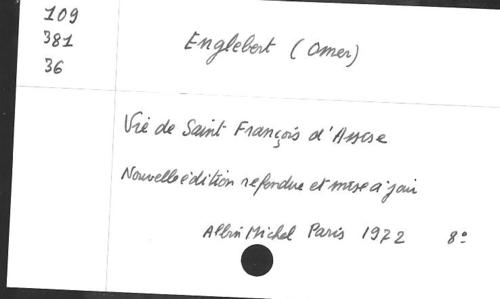 109
381
36
Englebert (Omer)
Vie de Saint François d'Assise
Nouvelle édition refondue et mise à jour
Albin Michel Paris 1972 8°